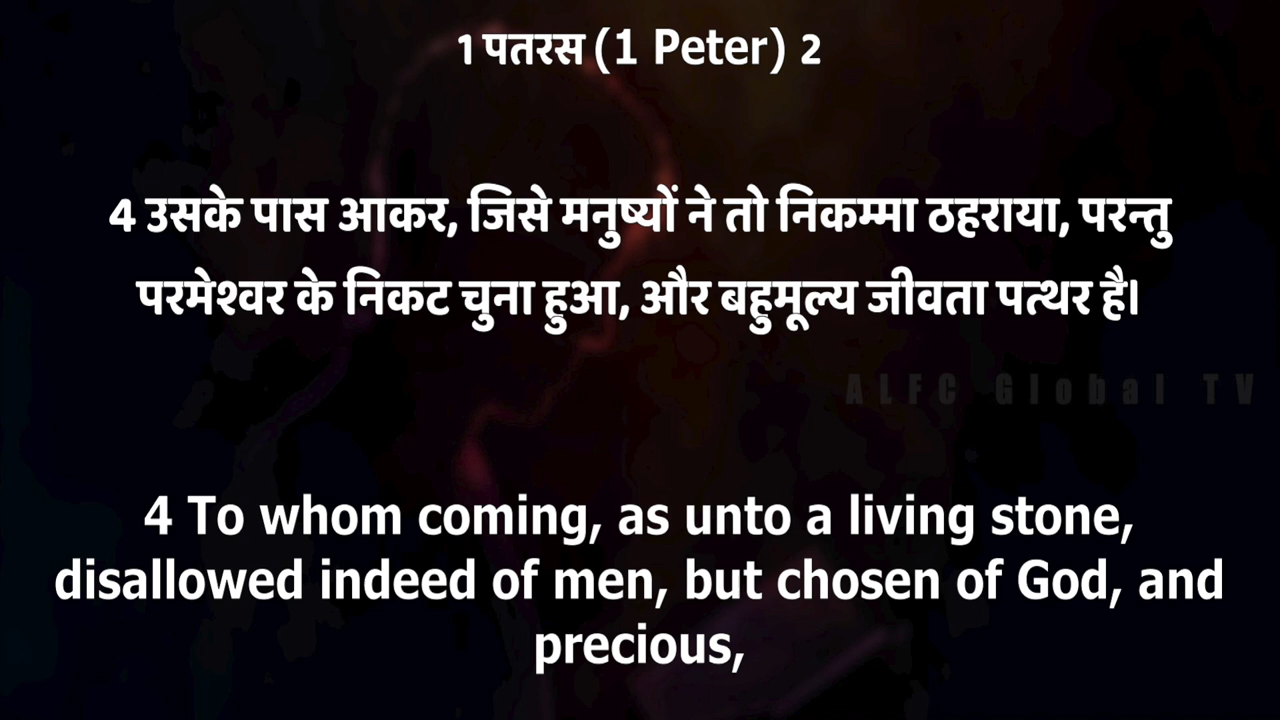 1 पतरस (1 Peter) 2
4 उसके पास आकर, जिसे मनुष्यों ने तो निकम्मा ठहराया, परन्तु
परमेश्वर के निकट चुना हुआ, और बहुमूल्य जीवता पत्थर है।
ALFC Global TV
4 To whom coming, as unto a living stone,
disallowed indeed of men, but chosen of God, and
precious,